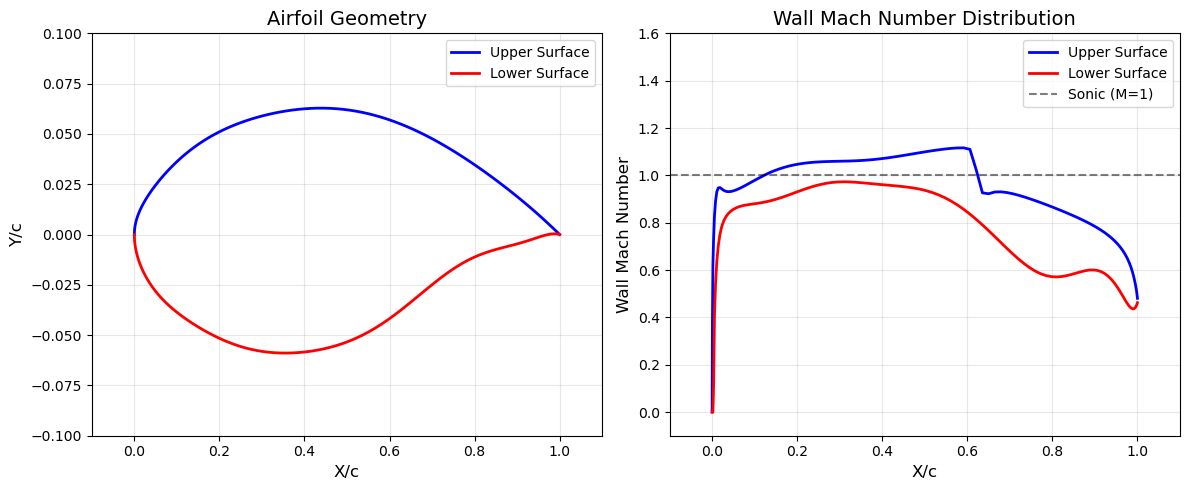 Airfoil Geometry
Y/c
0.100
0.075
0.050
0.025
0.000
−0.025
−0.050
−0.075
−0.100
Upper Surface
Lower Surface
0.0 0.2 0.4 0.6 0.8 1.0
X/c
Wall Mach Number Distribution
Wall Mach Number
1.6
1.4
1.2
1.0
0.8
0.6
0.4
0.2
0.0
Upper Surface
Lower Surface
Sonic (M=1)
0.0 0.2 0.4 0.6 0.8 1.0
X/c